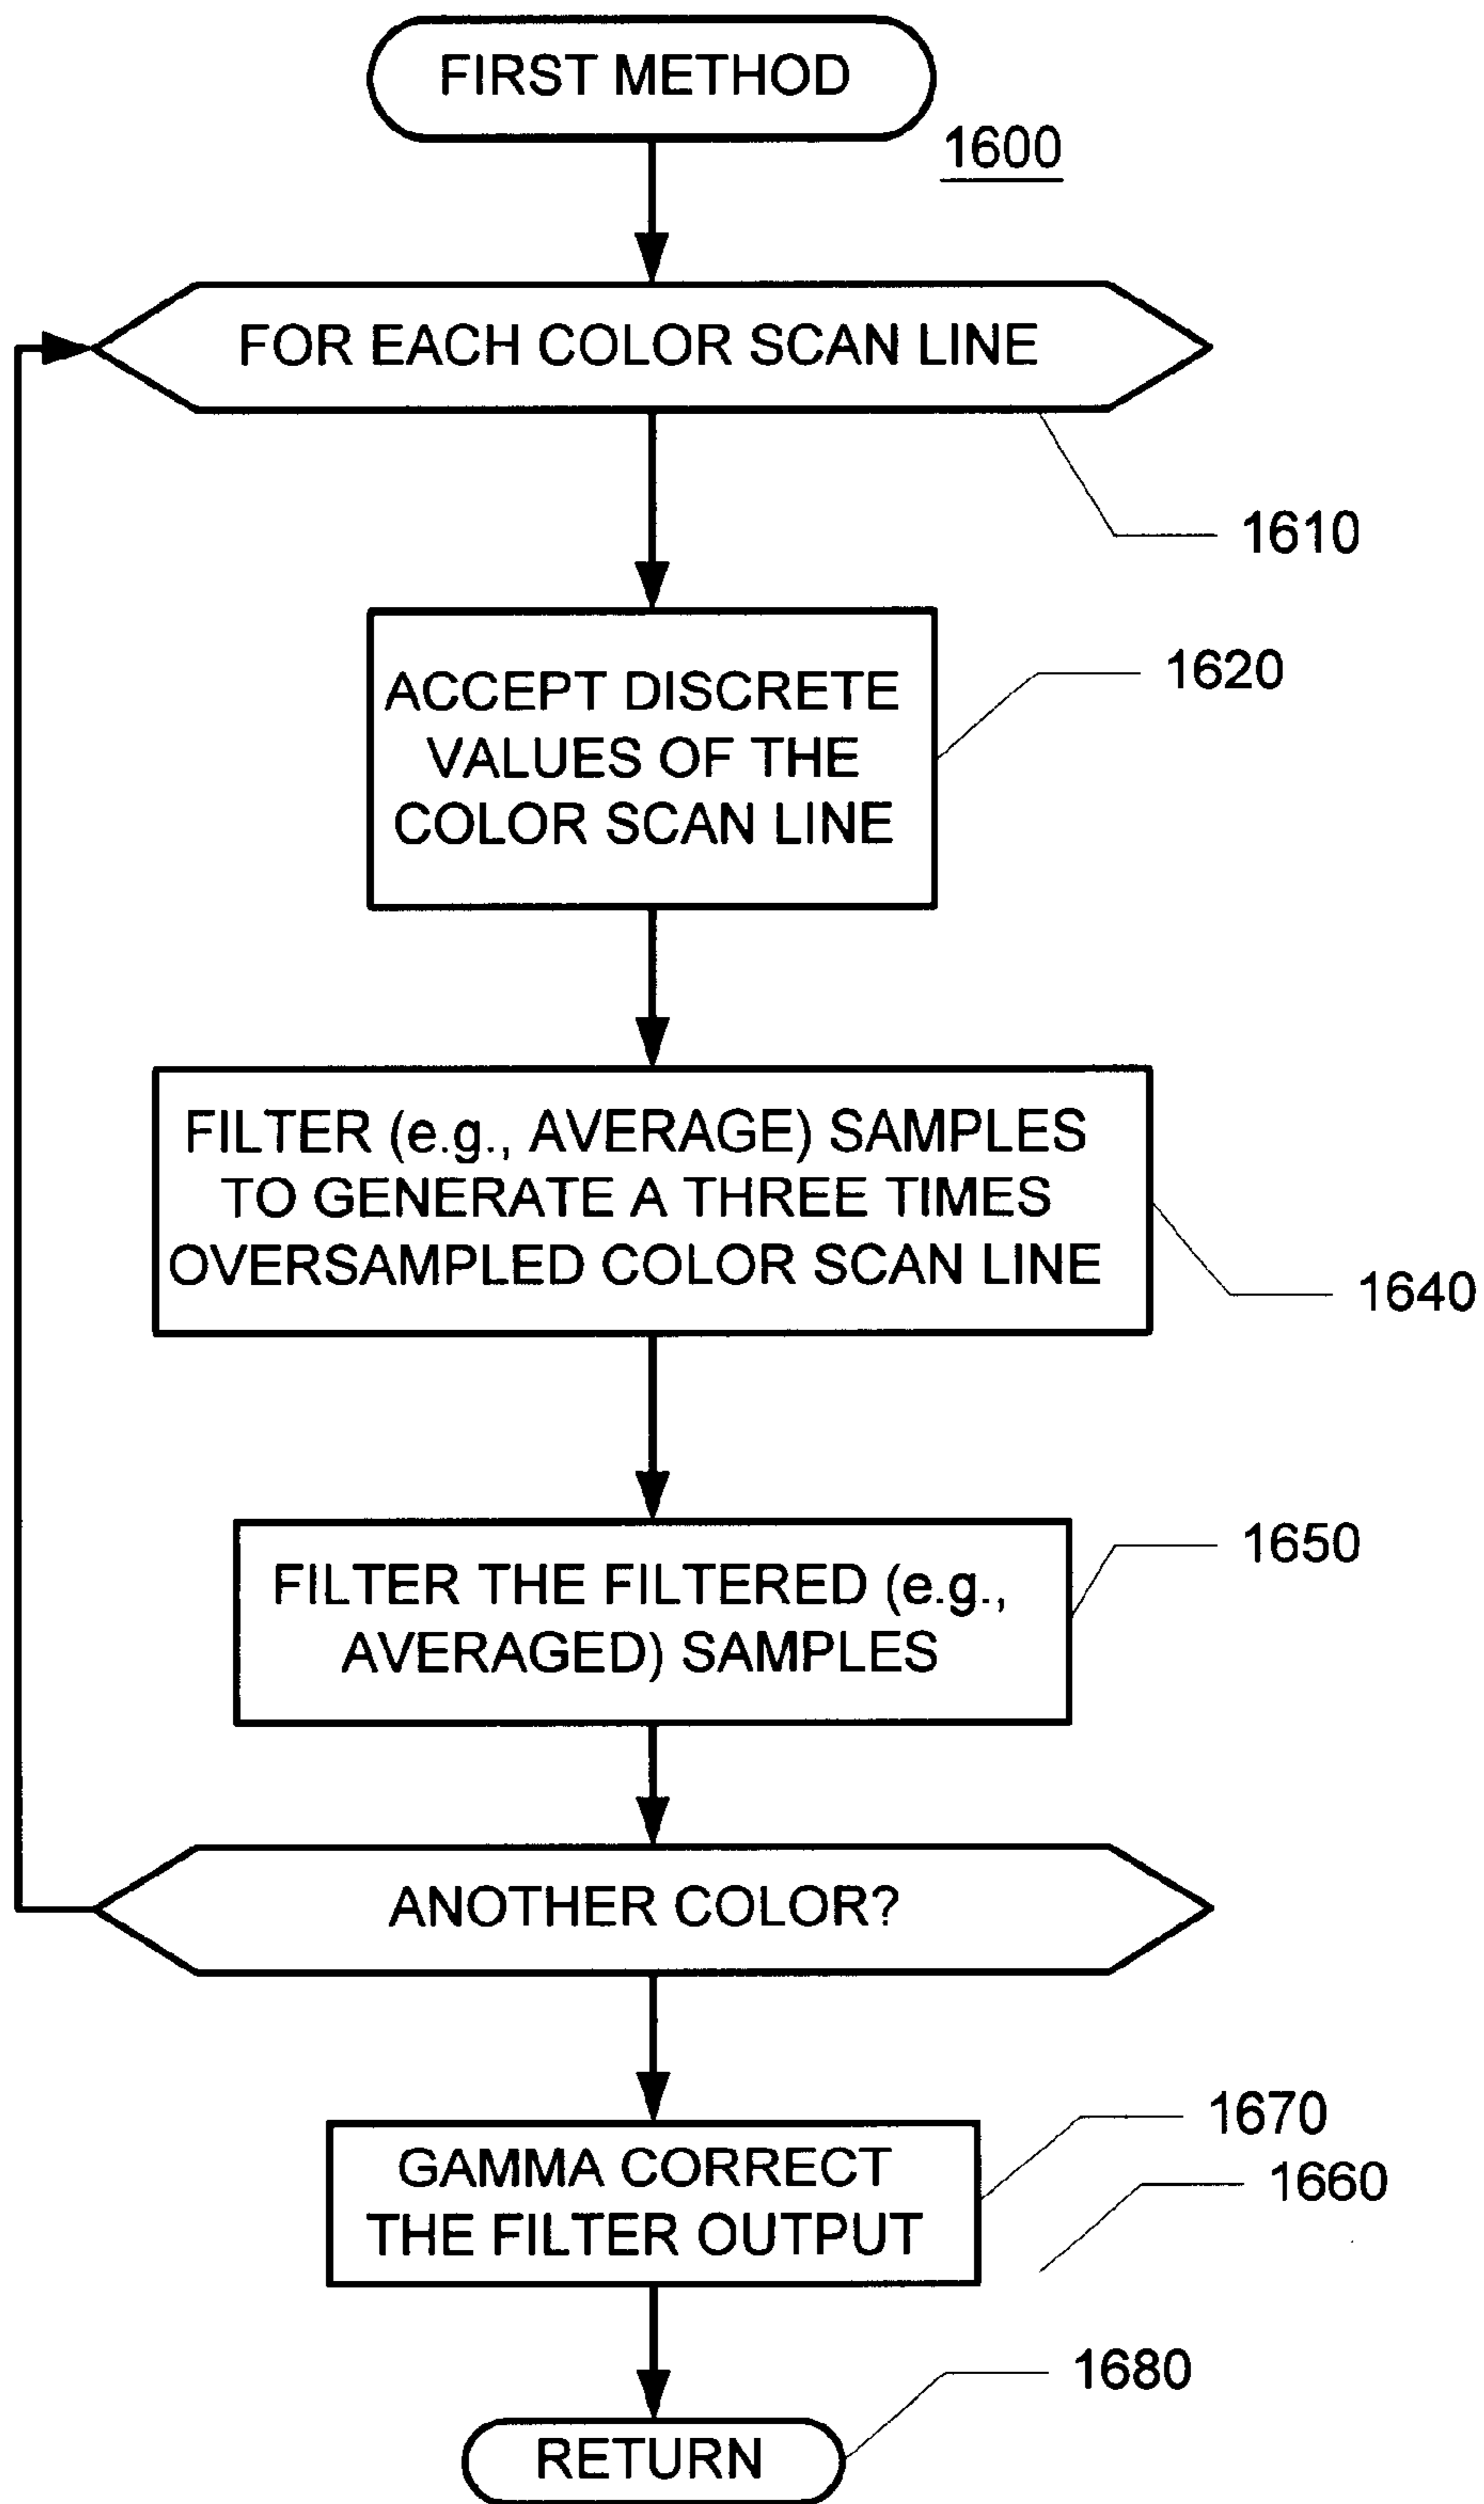 FIRST METHOD
1600
FOR EACH COLOR SCAN LINE
1610
ACCEPT DISCRETE
VALUES OF THE
COLOR SCAN LINE
1620
FILTER (e.g., AVERAGE) SAMPLES
TO GENERATE A THREE TIMES
OVERSAMPLED COLOR SCAN LINE
1640
FILTER THE FILTERED (e.g.,
AVERAGED) SAMPLES
1650
ANOTHER COLOR?
GAMMA CORRECT
THE FILTER OUTPUT
1670
1660
1680
RETURN